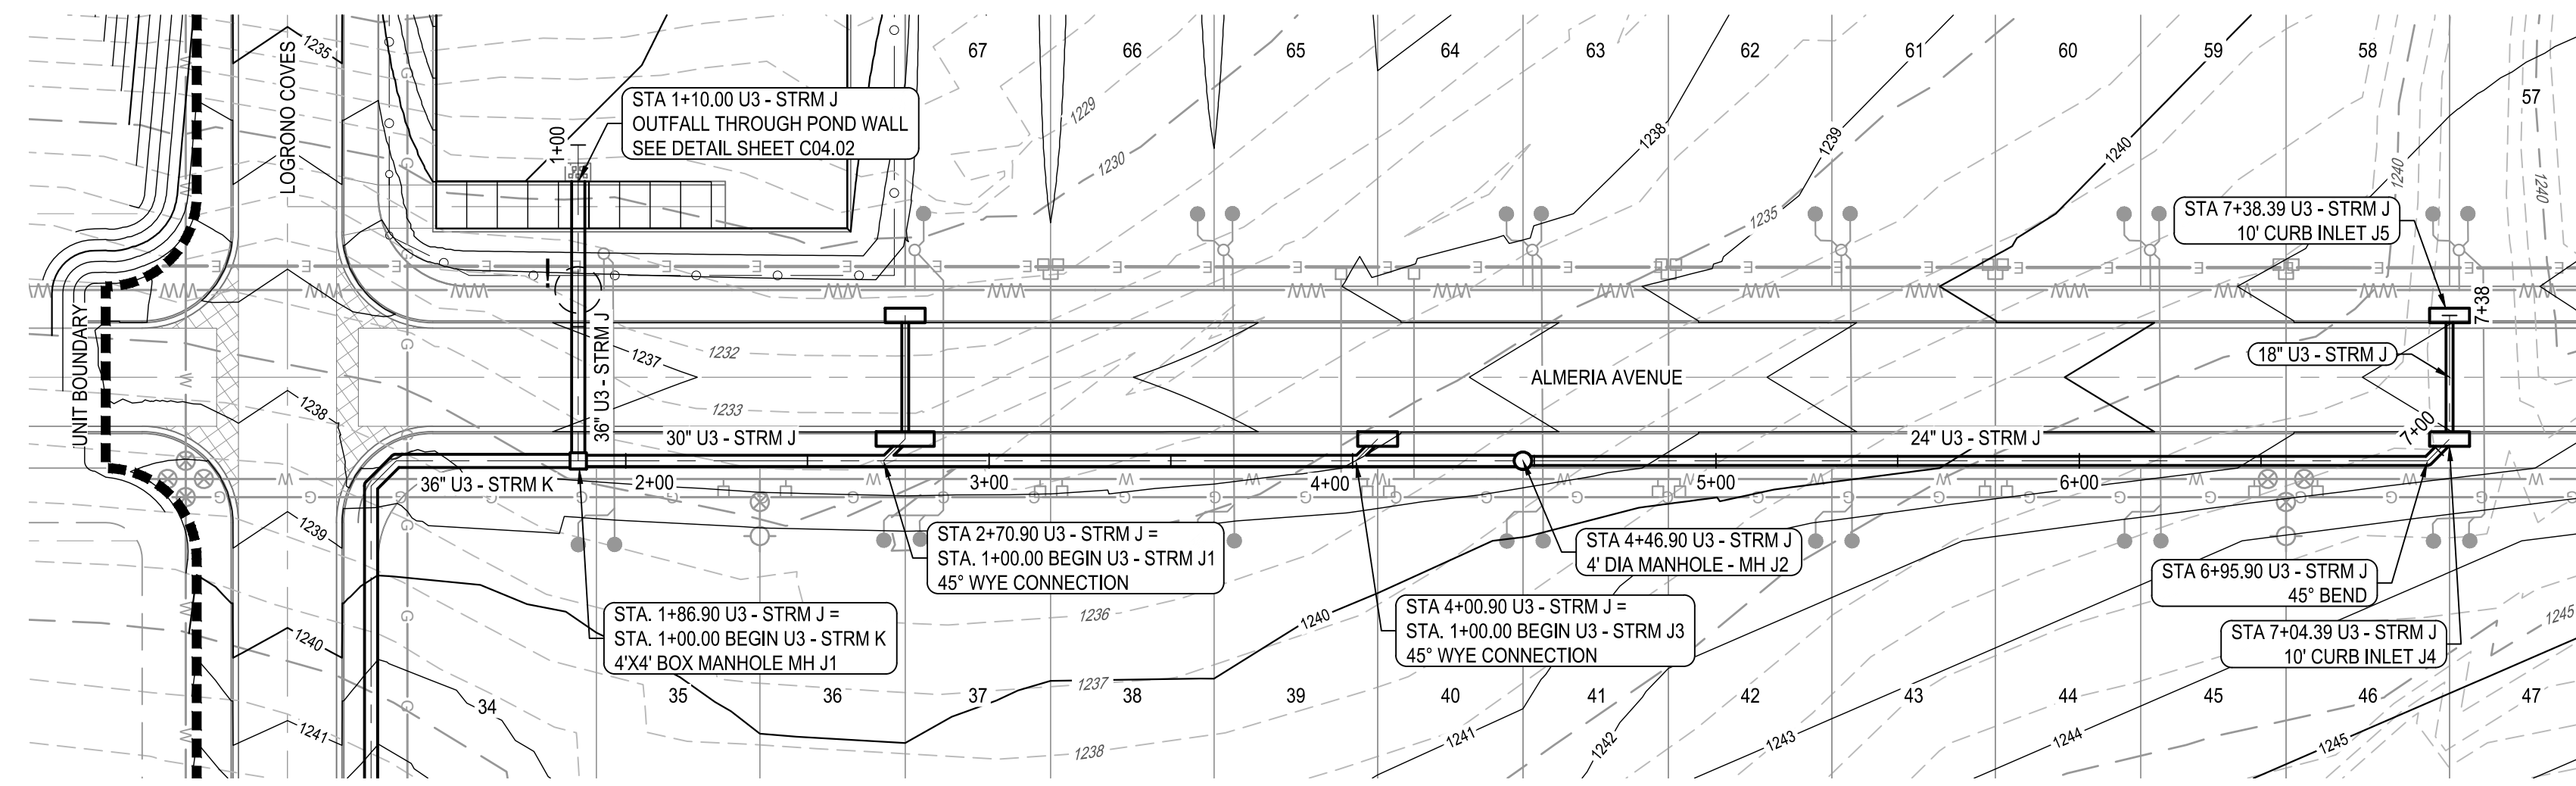 1235
LOGRONO COVES
67
66
65
64
63
62
61
60
59
58
57
STA 1+10.00 U3 - STRM J
OUTFALL THROUGH POND WALL
SEE DETAIL SHEET C04.02
1+00
1229
1230
1238
1239
1240
1235
1240
1240
STA 7+38.39 U3 - STRM J
10' CURB INLET J5
7+38
!
UNIT BOUNDARY
36" U3 - STRM J
1237
1232
1233
18" U3 - STRM J
ALMERIA AVENUE
1238
30" U3 - STRM J
24" U3 - STRM J
7+00
36" U3 - STRM K
2+00
3+00
4+00
5+00
6+00
1239
STA 2+70.90 U3 - STRM J =
STA. 1+00.00 BEGIN U3 - STRM J1
45° WYE CONNECTION
STA 4+46.90 U3 - STRM J
4' DIA MANHOLE - MH J2
STA 6+95.90 U3 - STRM J
45° BEND
STA. 1+86.90 U3 - STRM J =
STA. 1+00.00 BEGIN U3 - STRM K
4'X4' BOX MANHOLE MH J1
1236
1240
STA 4+00.90 U3 - STRM J =
STA. 1+00.00 BEGIN U3 - STRM J3
45° WYE CONNECTION
STA 7+04.39 U3 - STRM J
10' CURB INLET J4
1245
1240
1237
34
35
36
37
38
39
40
41
42
43
44
45
46
47
1241
1238
1241
1242
1243
1244
1245